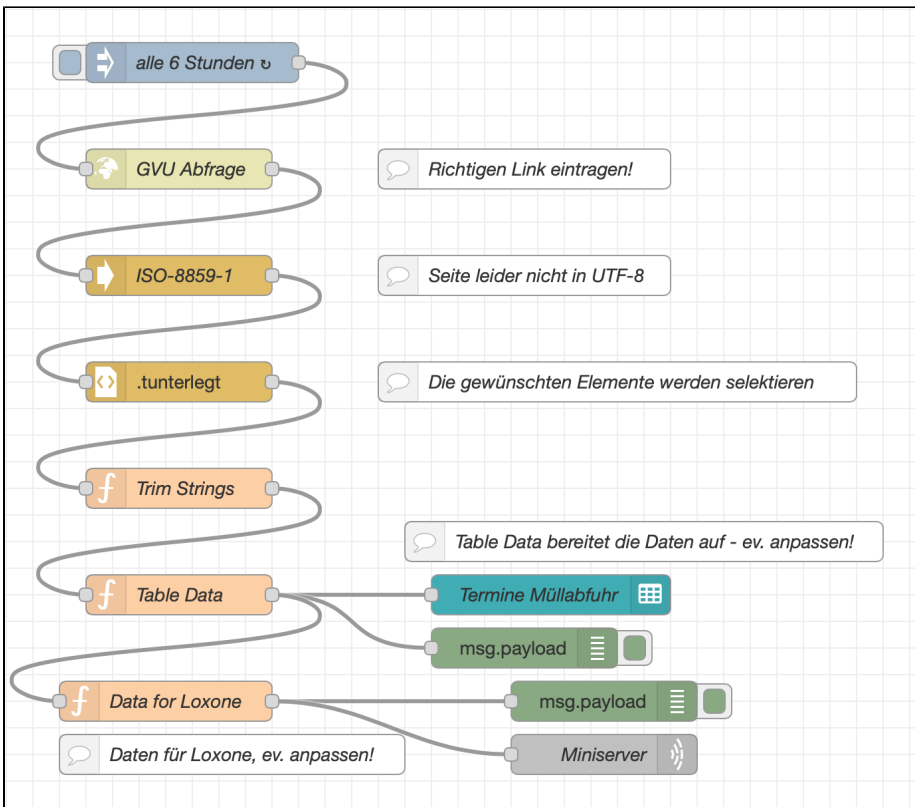 alle 6 Stunden ↻
GVU Abfrage
Richtigen Link eintragen!
ISO-8859-1
Seite leider nicht in UTF-8
.tunterlegt
Die gewünschten Elemente werden selektieren
Trim Strings
Table Data bereitet die Daten auf - ev. anpassen!
Table Data
Termine Müllabfuhr
msg.payload
Data for Loxone
msg.payload
Daten für Loxone, ev. anpassen!
Miniserver